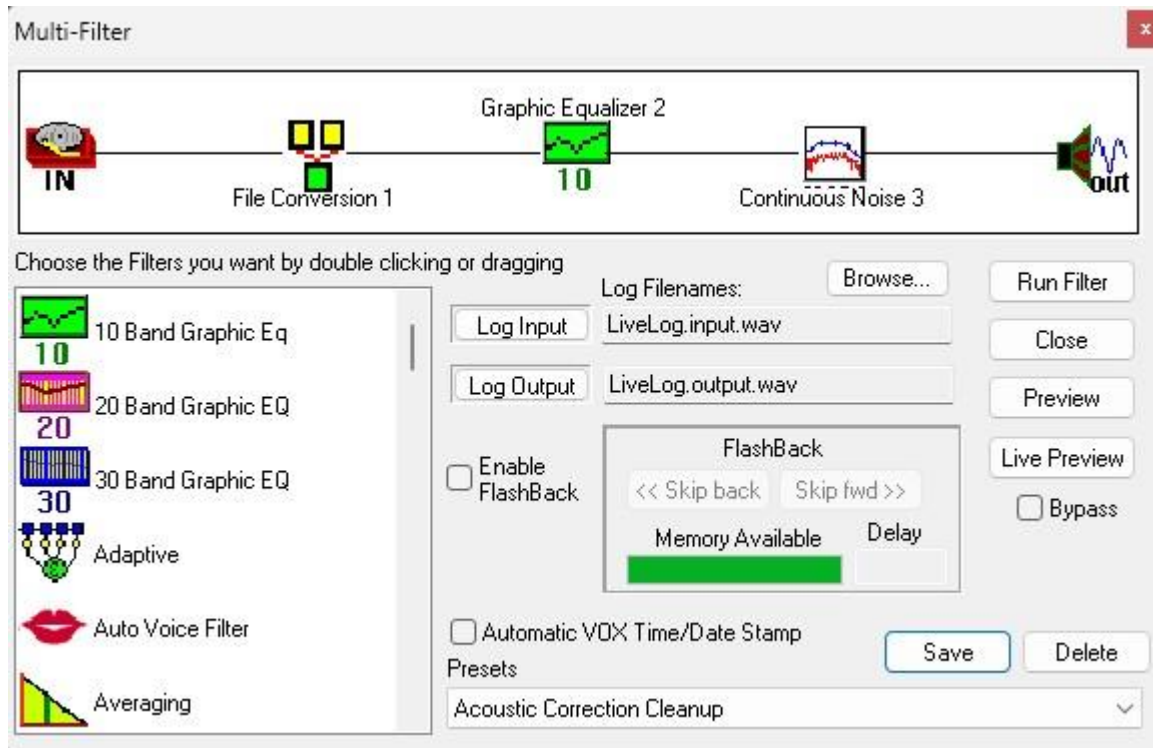 Multi-Filter
x
Graphic Equalizer 2
IN
10
out
File Conversion 1
Continuous Noise 3
Choose the Filters you want by double clicking or dragging
10
10 Band Graphic Eq
20
20 Band Graphic EQ
30
30 Band Graphic EQ
Adaptive
Auto Voice Filter
Averaging
Log Filenames:
Browse...
Log Input
LiveLog.input.wav
Log Output
LiveLog.output.wav
Enable
FlashBack
FlashBack
<< Skip back
Skip fwd >>
Memory Available
Delay
Run Filter
Close
Preview
Live Preview
Bypass
Automatic VOX Time/Date Stamp
Save
Delete
Presets
Acoustic Correction Cleanup